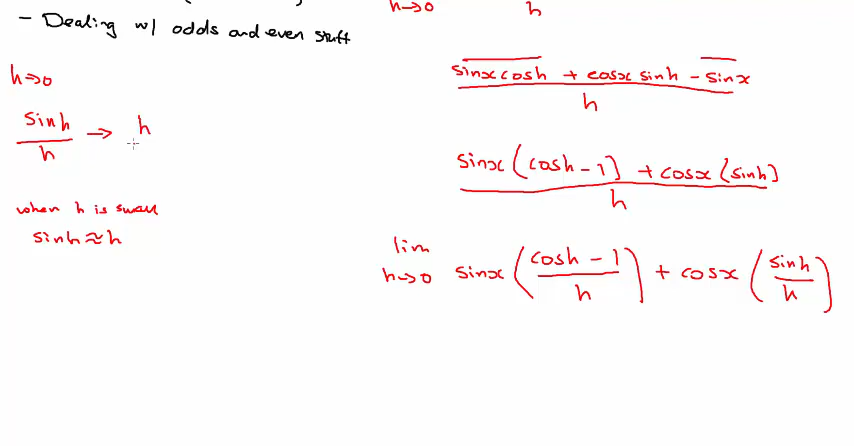 - Dealing w/ odds and even stuff
h→0
sinh/h → h
when h is small
sinh≈h
h→0 h
(sinx cosh + cosx sinh - sinx)/h
(sinx(cosh-1) + cosx(sinh))/h
lim h→0 sinx((cosh - 1)/h) + cosx(sinh/h)